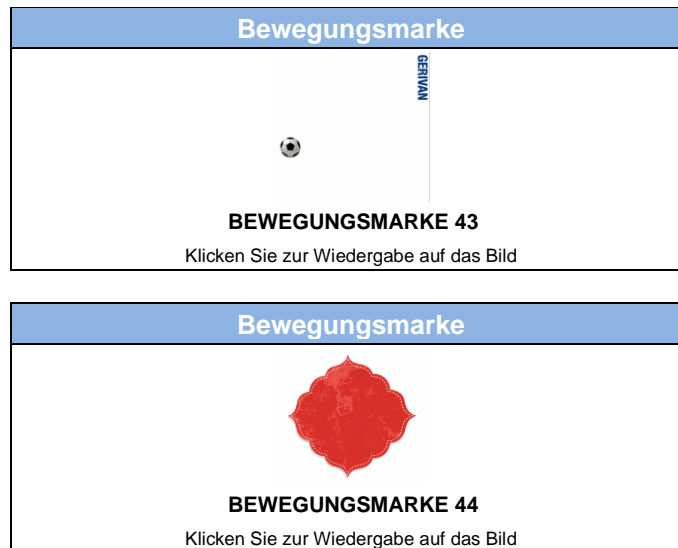 Bewegungsmarke
GERIVAN
BEWEGUNGSMARKE 43
Klicken Sie zur Wiedergabe auf das Bild
Bewegungsmarke
BEWEGUNGSMARKE 44
Klicken Sie zur Wiedergabe auf das Bild